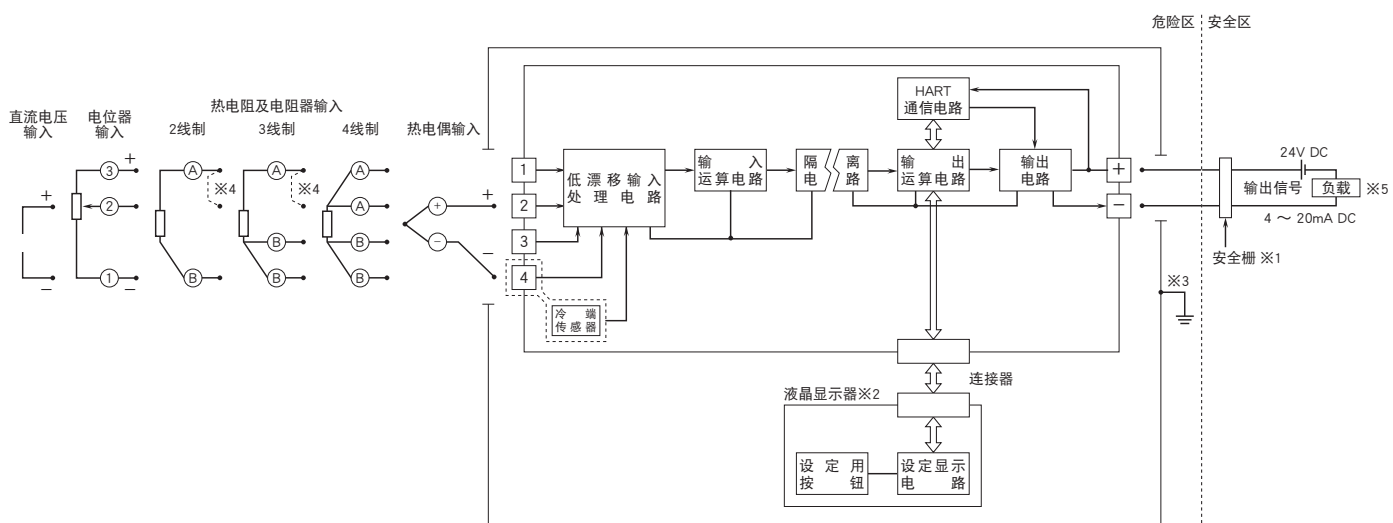 危险区
安全区
热电阻及电阻器输入
直流电压
输入
电位器
输入
2线制
3线制
4线制
热电偶输入
HART
通信电路
24V DC
输出信号
负载
※5
4 ～ 20mA DC
安全栅 ※1
※3
※4
※4
+
−
+
−
3
2
1
A
B
A
B
B
A
A
B
B
+
−
+
−
1
2
3
4
低漂移输入
处理电路
输入
运算电路
隔离
电路
输出
运算电路
输出
电路
+
−
冷端
传感器
连接器
液晶显示器※2
设定用
按钮
设定显示
电路